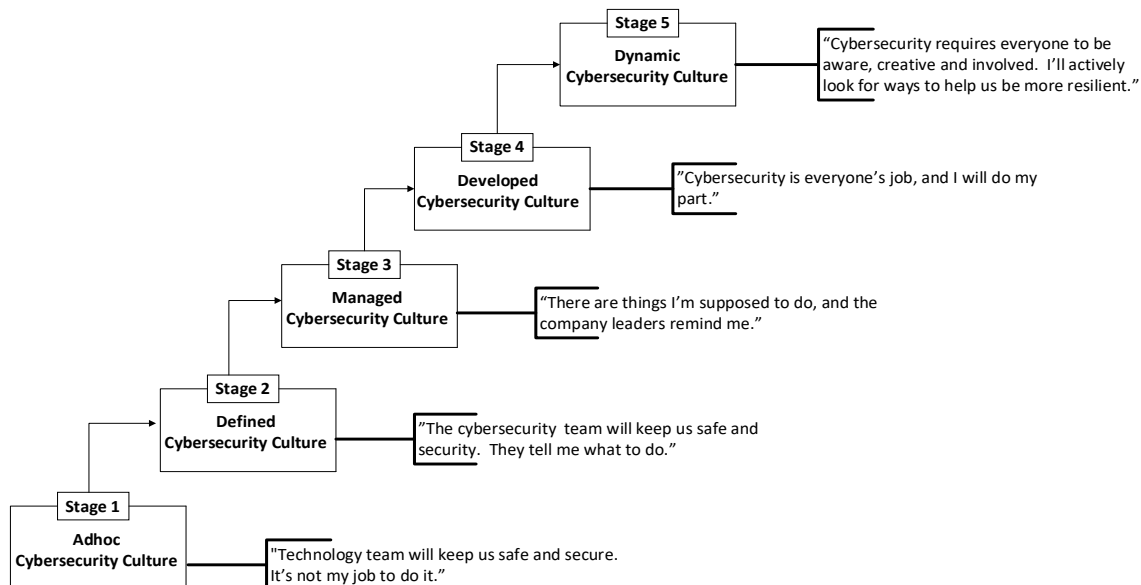 Stage 5
Dynamic
Cybersecurity Culture
“Cybersecurity requires everyone to be
aware, creative and involved.  I’ll actively
look for ways to help us be more resilient.”
Stage 4
Developed
Cybersecurity Culture
”Cybersecurity is everyone’s job, and I will do my
part.”
Stage 3
Managed
Cybersecurity Culture
“There are things I’m supposed to do, and the
company leaders remind me.”
Stage 2
Defined
Cybersecurity Culture
”The cybersecurity  team will keep us safe and
security.  They tell me what to do.”
Stage 1
Adhoc
Cybersecurity Culture
"Technology team will keep us safe and secure.
It’s not my job to do it.”